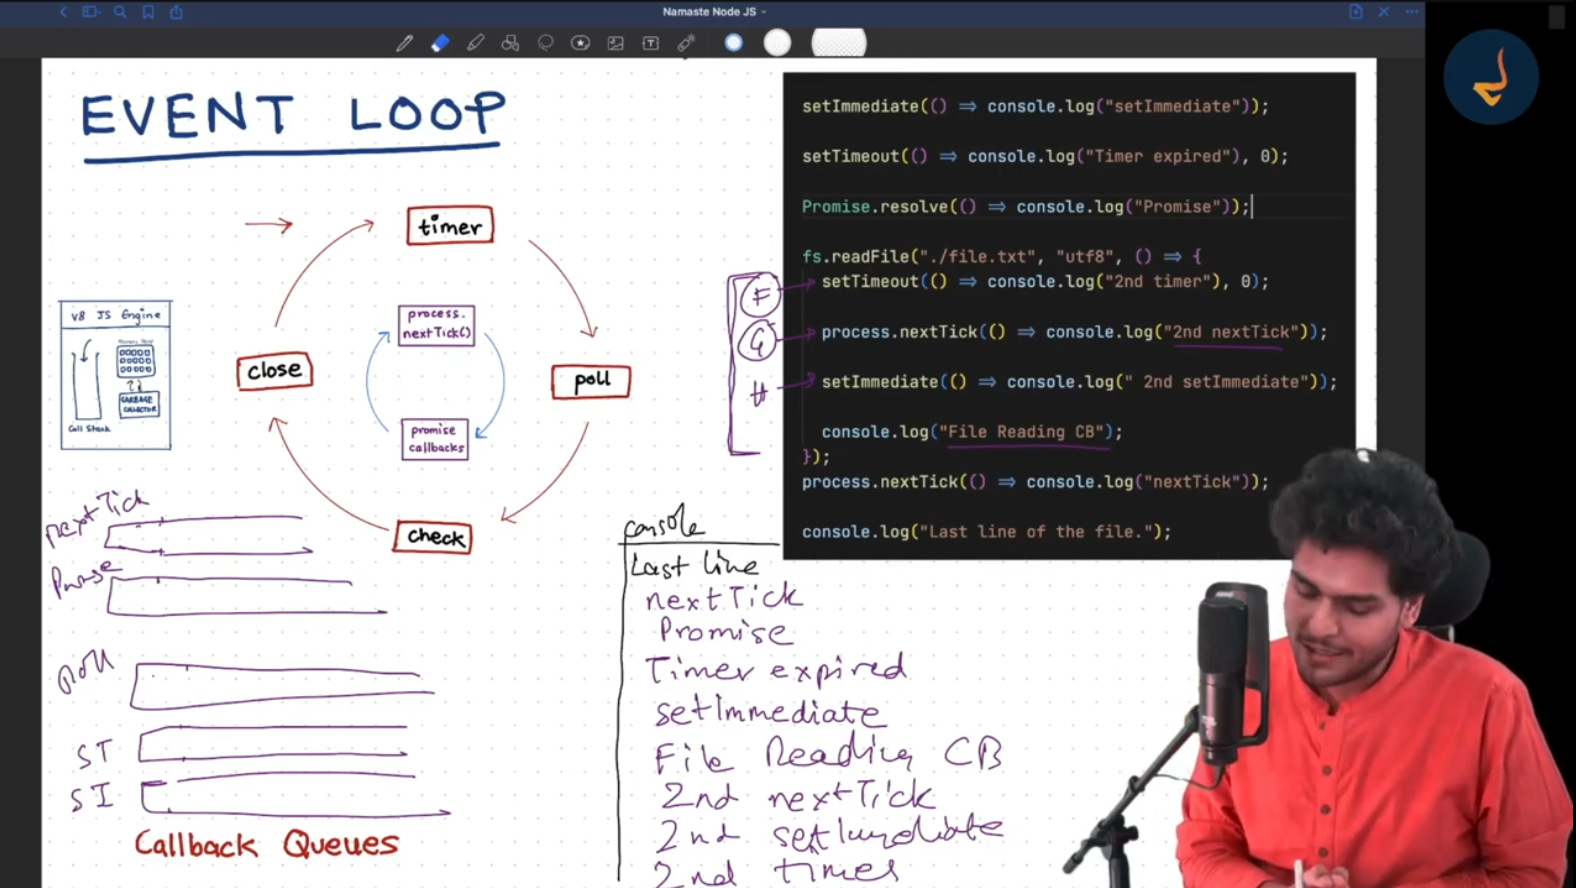 Namaste Node JS
EVENT LOOP
timer
process.
nextTick()
close
poll
promise
callbacks
check
V8 JS Engine
Memory Heap
GARBAGE
COLLECTOR
Call Stack
nextTick
Poll
ST
SI
Callback Queues
setImmediate(() ⇒ console.log("setImmediate"));
setTimeout(() ⇒ console.log("Timer expired"), 0);
Promise.resolve(() ⇒ console.log("Promise"));
fs.readFile("./file.txt", "utf8", () ⇒ {
setTimeout(() ⇒ console.log("2nd timer"), 0);
process.nextTick(() ⇒ console.log("2nd nextTick"));
setImmediate(() ⇒ console.log(" 2nd setImmediate"));
console.log("File Reading CB");
});
process.nextTick(() ⇒ console.log("nextTick"));
console.log("Last line of the file.");
F
G
H
console
Last line
nextTick
Promise
Timer expired
setImmediate
File Reading CB
2nd nextTick
2nd setImmediate
2nd timer